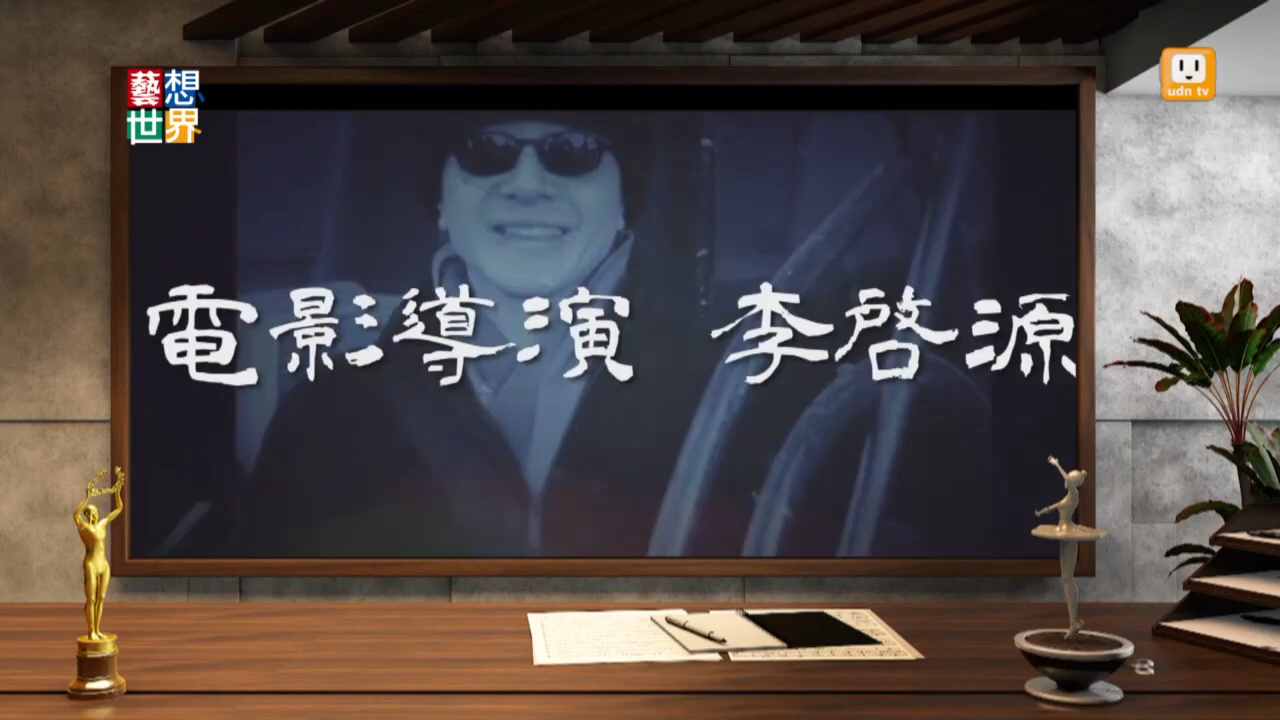 藝想
世界
udn tv
電影導演 李啓源